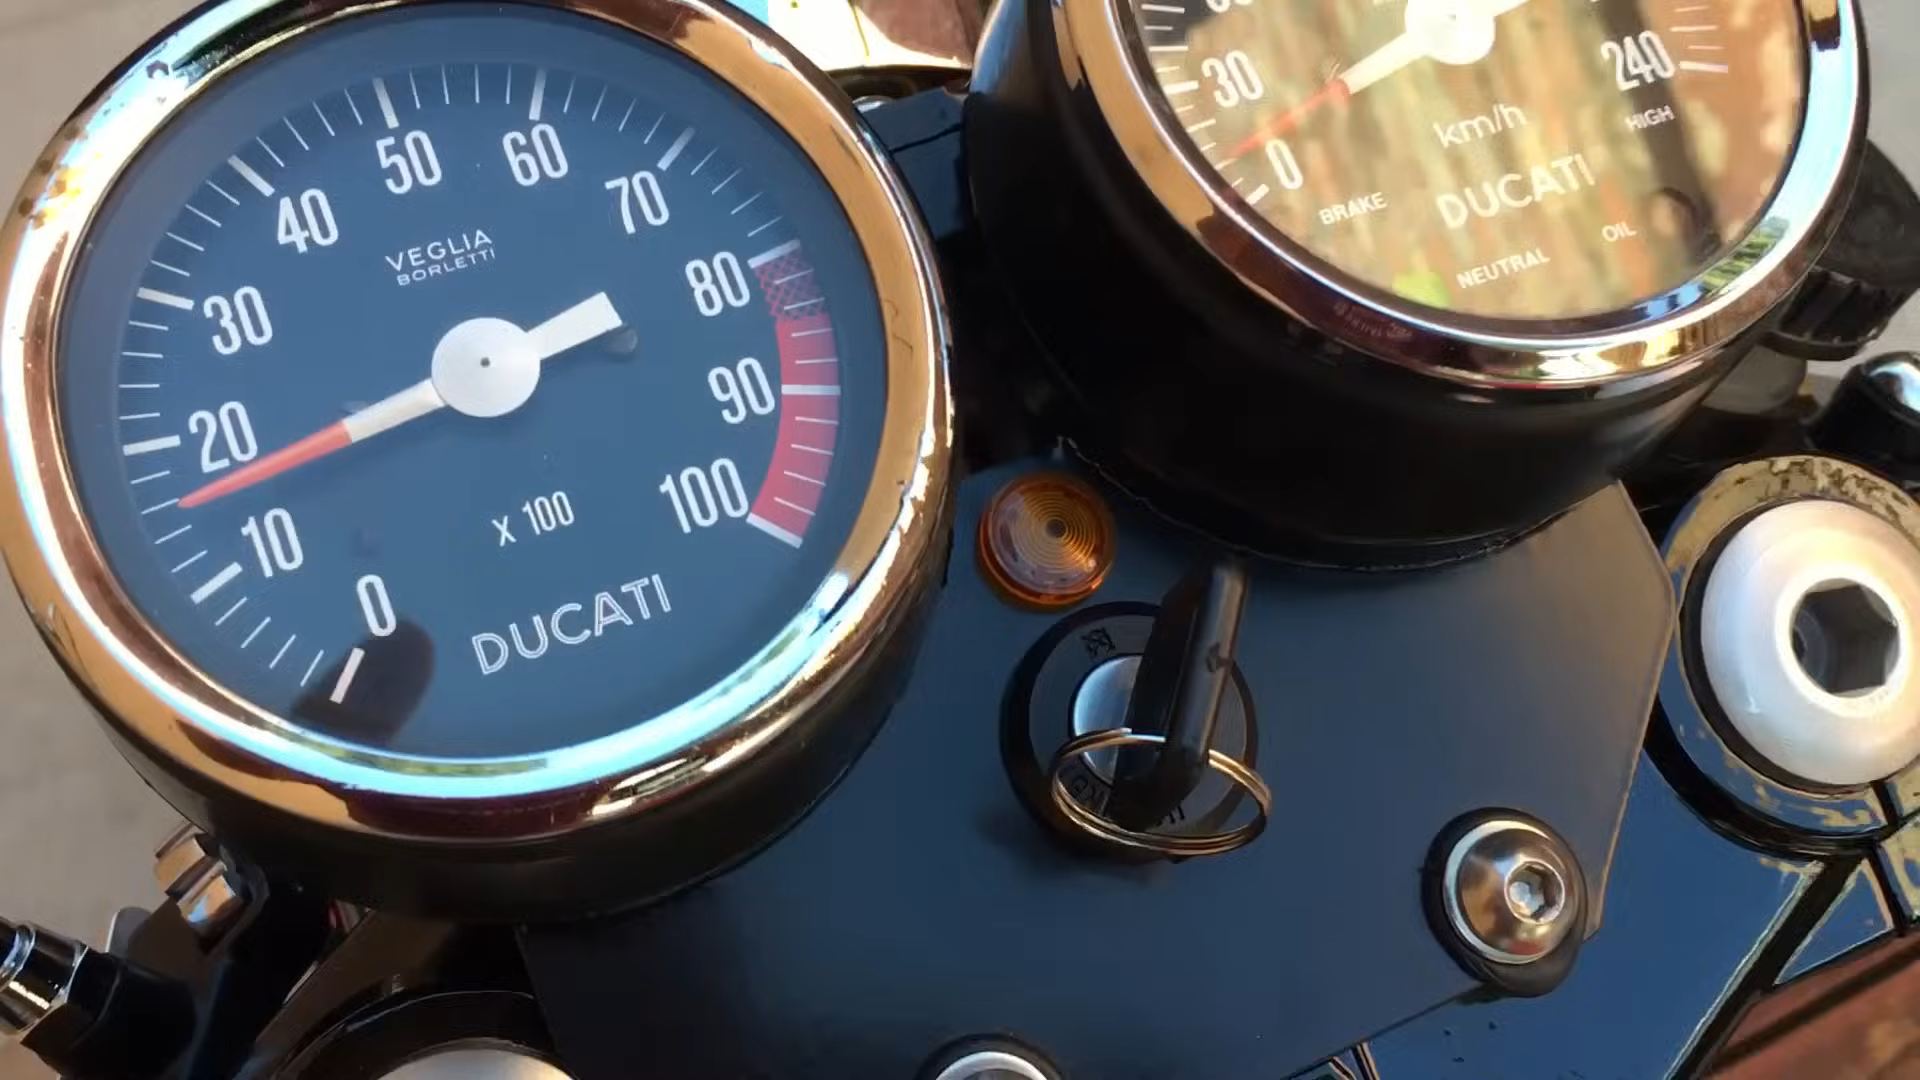 50
60
40
70
VEGLIA
BORLETTI
30
80
20
90
10
100
X 100
0
DUCATI
30
240
km/h
HIGH
0
BRAKE
DUCATI
OIL
NEUTRAL